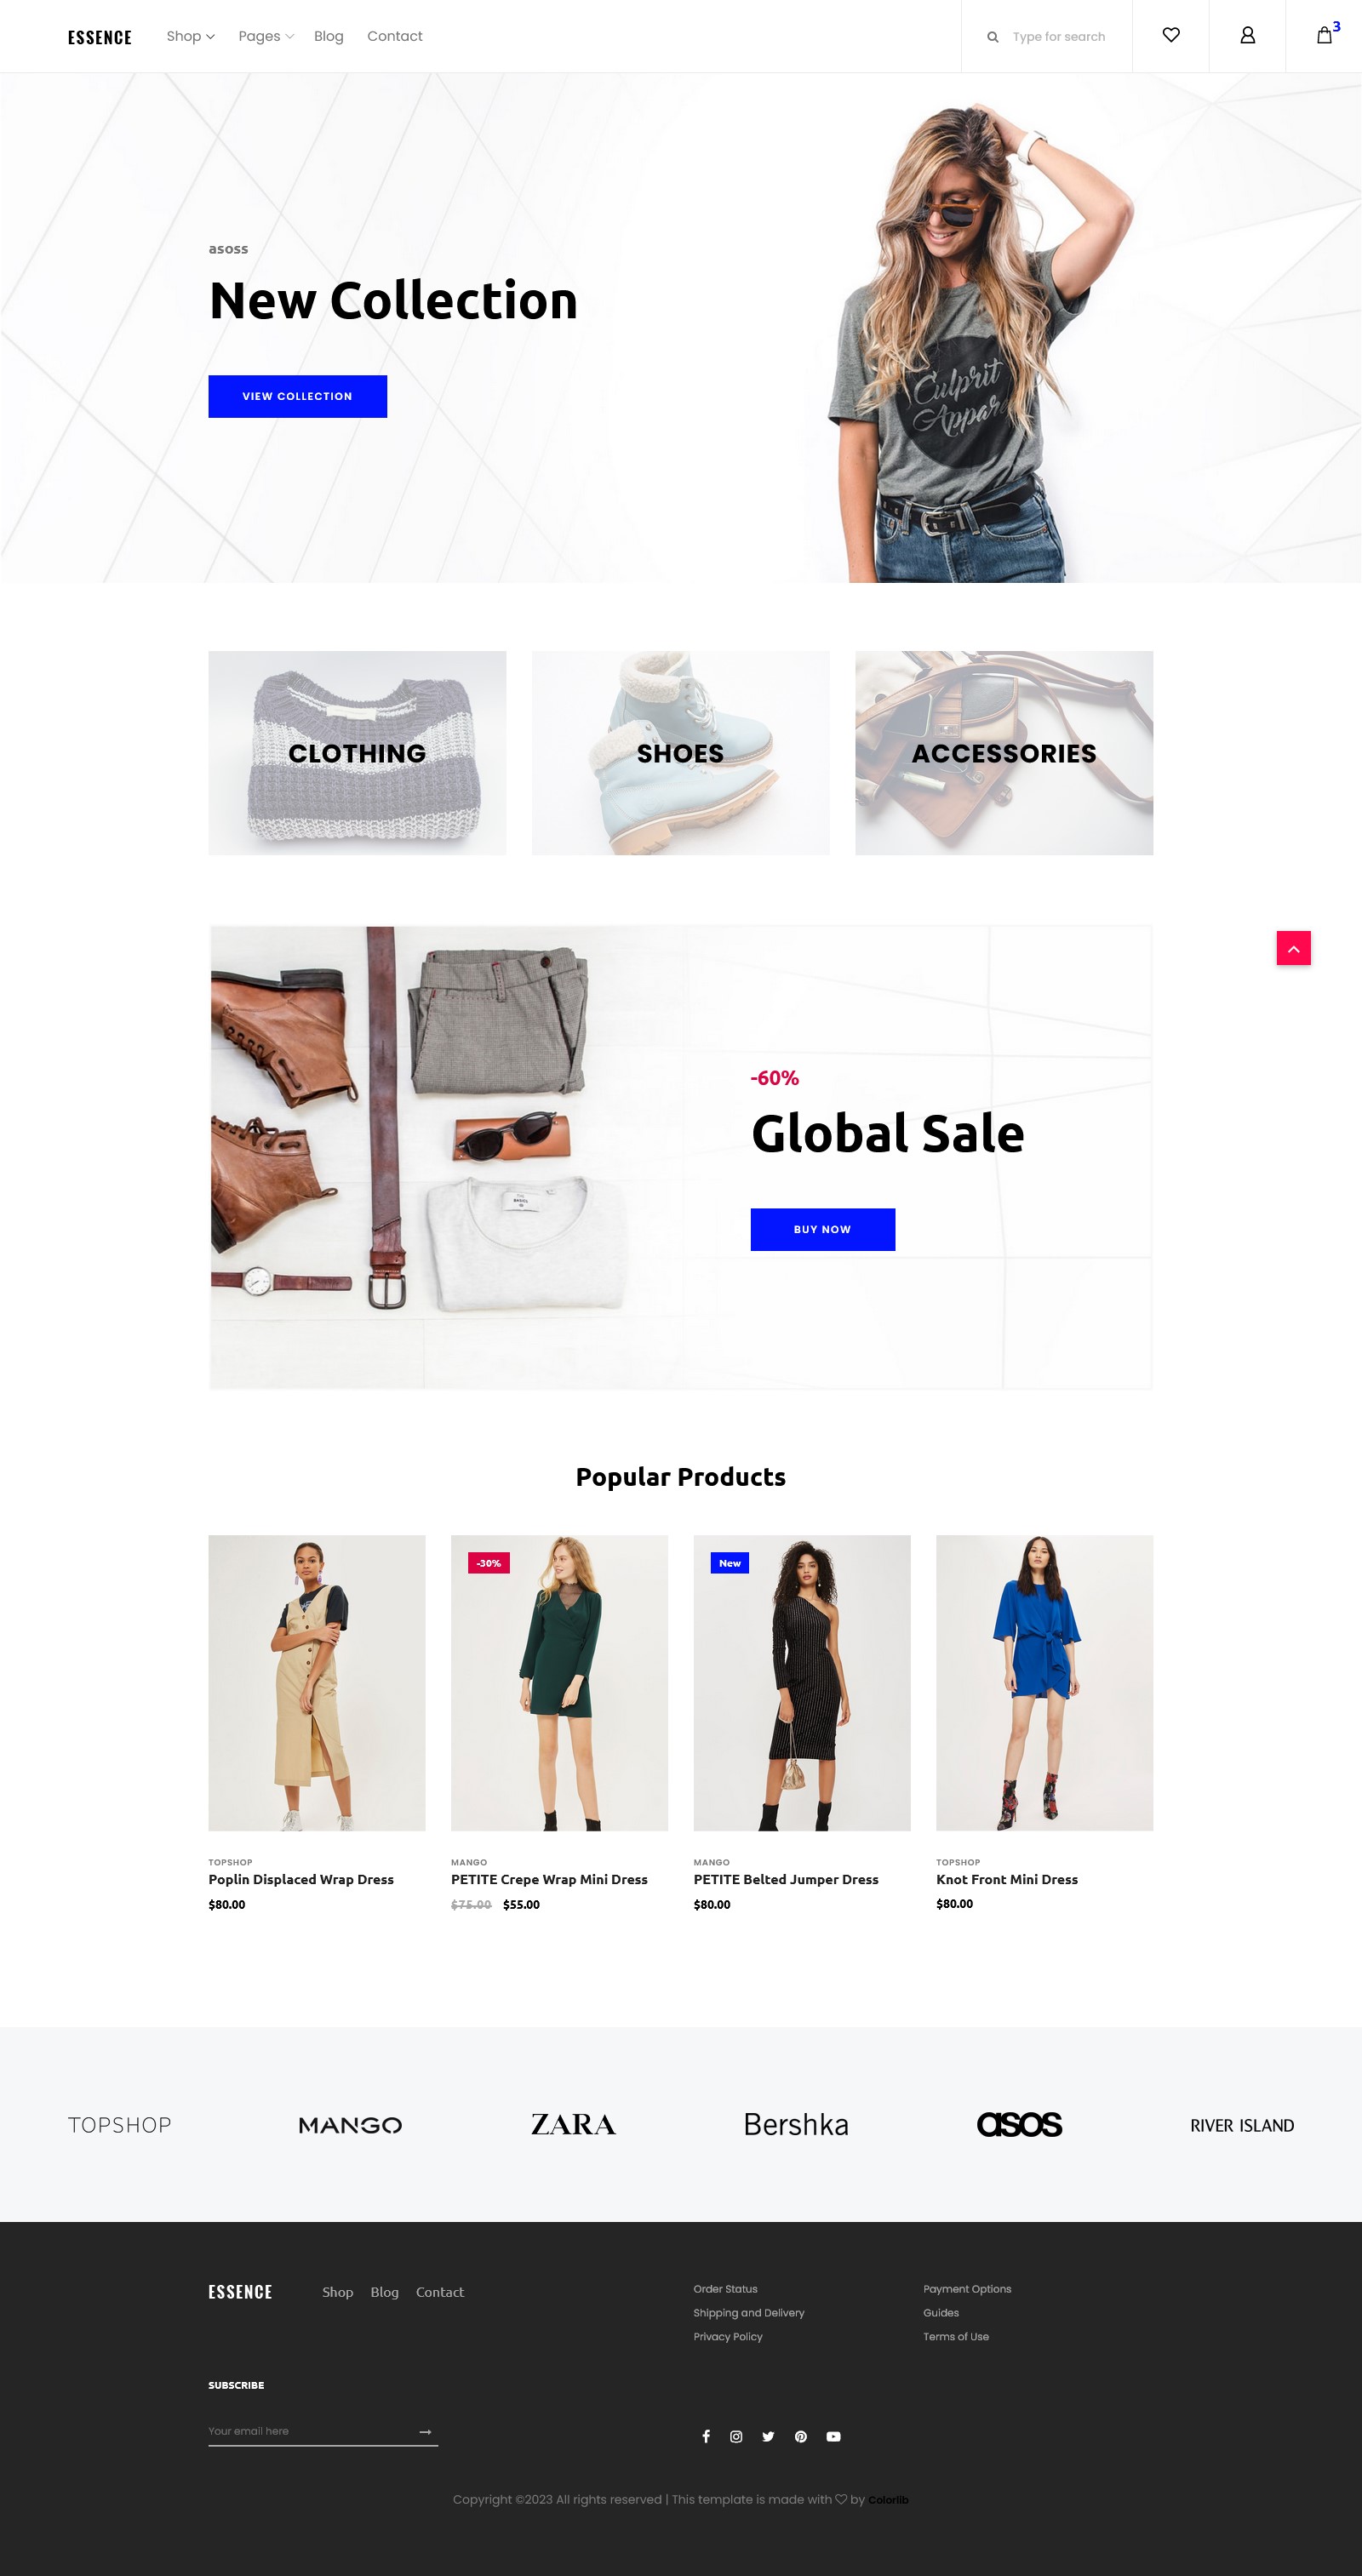 ESSENCE Shop Pages Blog Contact Type for search 3
asoss
New Collection
VIEW COLLECTION
Culprit
Appare
CLOTHING SHOES ACCESSORIES
-60%
Global Sale
BUY NOW
Popular Products
-30% New
TOPSHOP MANGO MANGO TOPSHOP
Poplin Displaced Wrap Dress PETITE Crepe Wrap Mini Dress PETITE Belted Jumper Dress Knot Front Mini Dress
$80.00 $75.00 $55.00 $80.00 $80.00
TOPSHOP MANGO ZARA Bershka asos RIVER ISLAND
ESSENCE Shop Blog Contact Order Status Payment Options
Shipping and Delivery Guides
Privacy Policy Terms of Use
SUBSCRIBE
Your email here
Copyright ©2023 All rights reserved | This template is made with ♡ by Colorlib